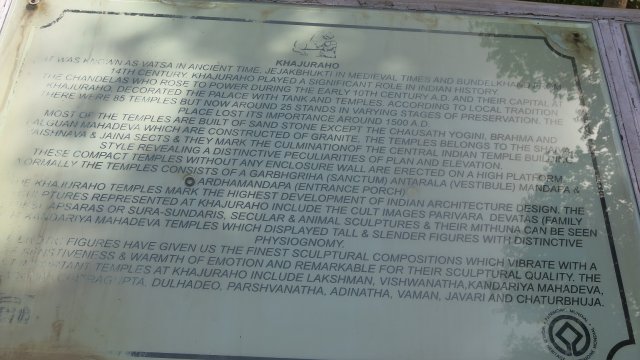 KHAJURAHO
WAS KNOWN AS VATSA IN ANCIENT TIME, JEJAKBHUKTI IN MEDIEVAL TIMES AND BUNDELKHAND FROM
14TH CENTURY. KHAJURAHO PLAYED A SIGNIFICANT ROLE IN INDIAN HISTORY.
THE CHANDELAS WHO ROSE TO POWER DURING THE EARLY 10TH CENTURY A.D. AND THEIR CAPITAL AT
KHAJURAHO, DECORATED THE PALACE WITH TANK AND TEMPLES. ACCORDING TO LOCAL TRADITION
THERE WERE 85 TEMPLES BUT NOW AROUND 25 STANDS IN VARYING STAGES OF PRESERVATION. THE
PLACE LOST ITS IMPORTANCE AROUND 1500 A.D.
MOST OF THE TEMPLES ARE BUILT OF SAND STONE EXCEPT THE CHAUSATH YOGINI, BRAHMA AND
LALGUAN MAHADEVA WHICH ARE CONSTRUCTED OF GRANITE. THE TEMPLES BELONGS TO THE SHAIVA,
VAISHNAVA & JAINA SECTS & THEY MARK THE CULMINATIONOF THE CENTRAL INDIAN TEMPLE BUILDING
STYLE REVEALING A DISTINCTIVE PECULIARITIES OF PLAN AND ELEVATION.
THESE COMPACT TEMPLES WITHOUT ANY ENCLOSURE WALL ARE ERECTED ON A HIGH PLATFORM
NORMALLY THE TEMPLES CONSISTS OF A GARBHGRIHA (SANCTUM) ANTARALA (VESTIBULE) MANDAPA &
ARDHAMANDAPA (ENTRANCE PORCH)
THE KHAJURAHO TEMPLES MARK THE HIGHEST DEVELOPMENT OF INDIAN ARCHITECTURE DESIGN. THE
SCULPTURES REPRESENTED AT KHAJURAHO INCLUDE THE CULT IMAGES PARIVARA, DEVATAS (FAMILY
APSARAS OR SURA-SUNDARIS, SECULAR & ANIMAL SCULPTURES & THEIR MITHUNA CAN BE SEEN
KANDARIYA MAHADEVA TEMPLES WHICH DISPLAYED TALL & SLENDER FIGURES WITH DISTINCTIVE
PHYSIOGNOMY.
FIGURES HAVE GIVEN US THE FINEST SCULPTURAL COMPOSITIONS WHICH VIBRATE WITH A
SENSTIVENESS & WARMTH OF EMOTION AND REMARKABLE FOR THEIR SCULPTURAL QUALITY. THE
TEMPLES AT KHAJURAHO INCLUDE LAKSHMAN, VISHWANATHA,KANDARIYA MAHADEVA,
DULHADEO, PARSHVANATHA, ADINATHA, VAMAN, JAVARI AND CHATURBHUJA.